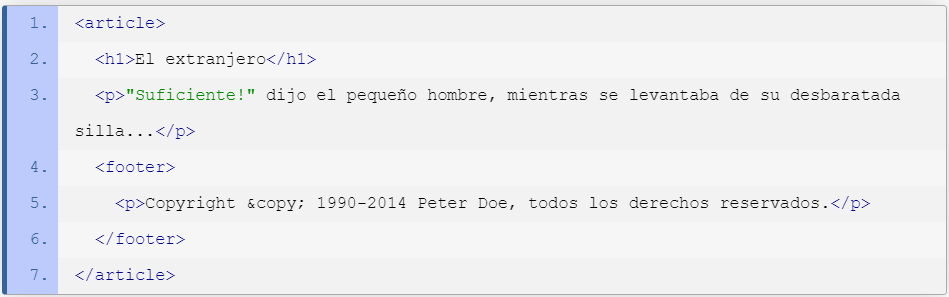 1. <article>
2.   <h1>El extranjero</h1>
3.   <p>"Suficiente!" dijo el pequeño hombre, mientras se levantaba de su desbaratada
silla...</p>
4.   <footer>
5.     <p>Copyright &copy; 1990-2014 Peter Doe, todos los derechos reservados.</p>
6.   </footer>
7. </article>